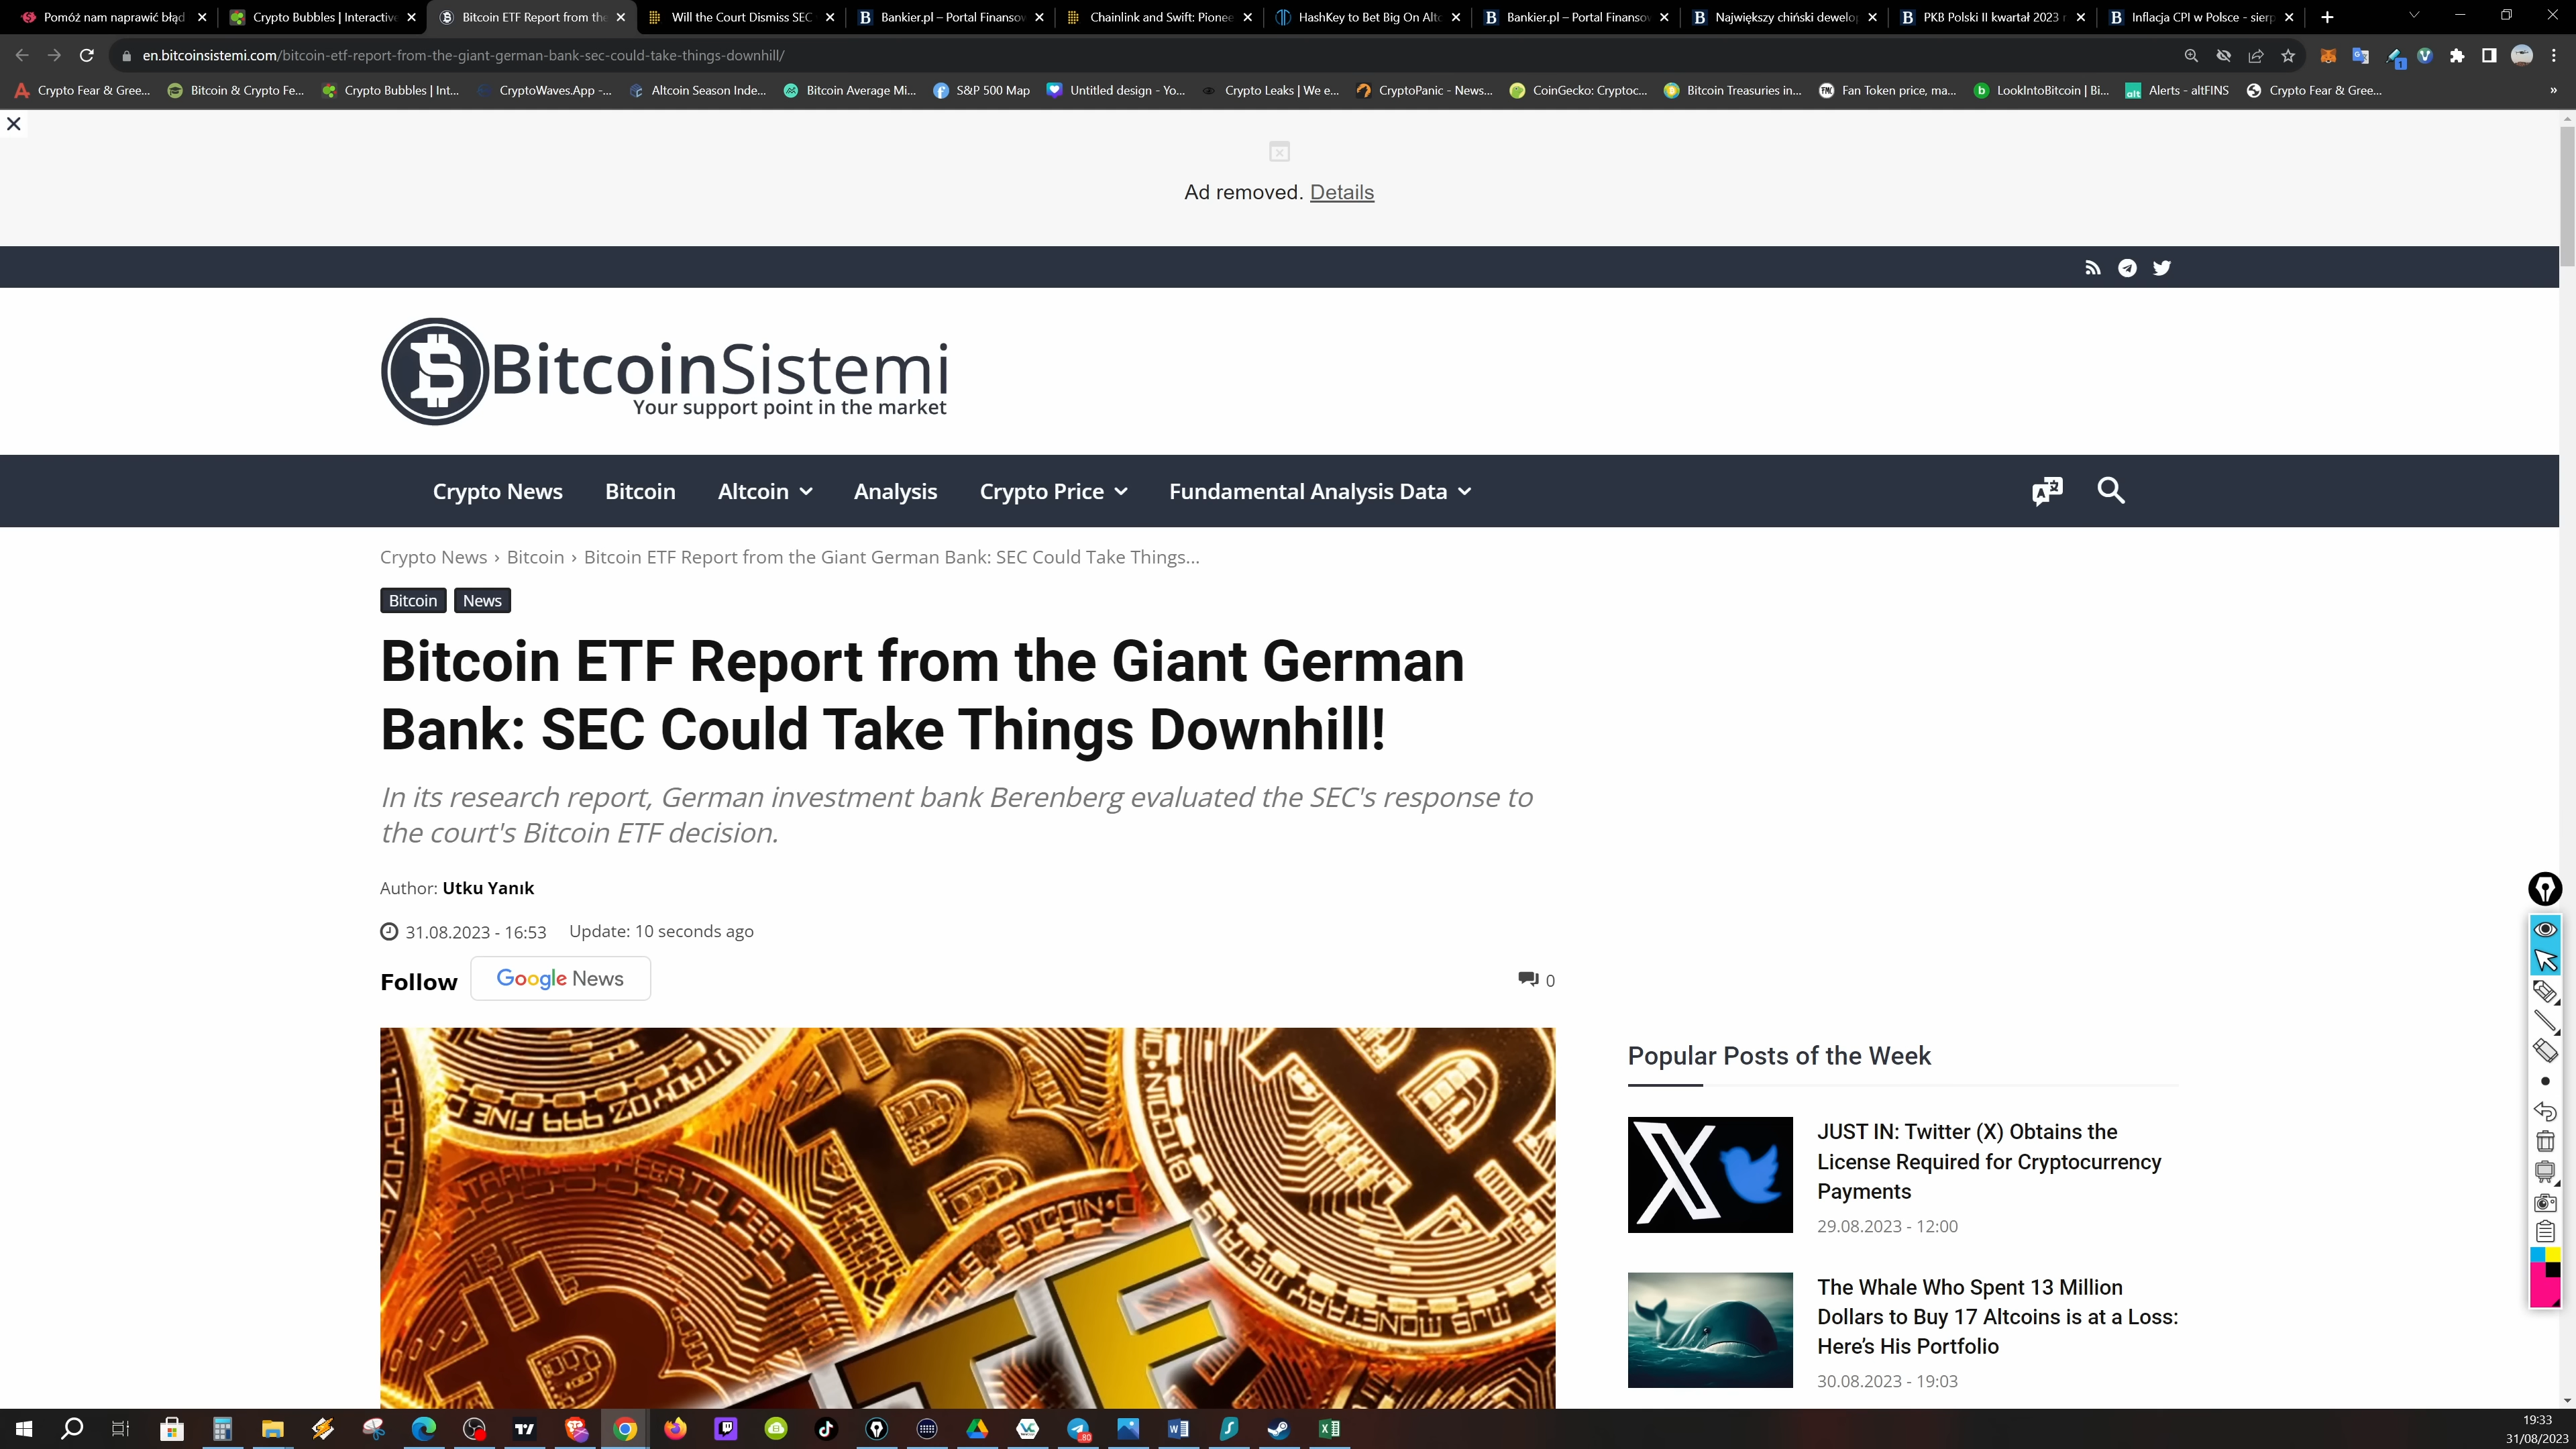 Pomóż nam naprawić błąd
Crypto Bubbles | Interactive
Bitcoin ETF Report from the
Will the Court Dismiss SEC
Bankier.pl – Portal Finansow
Chainlink and Swift: Pionee
HashKey to Bet Big On Altc
Bankier.pl – Portal Finansow
Największy chiński dewelop
PKB Polski II kwartał 2023 r
Inflacja CPI w Polsce - sierp
en.bitcoinsistemi.com/bitcoin-etf-report-from-the-giant-german-bank-sec-could-take-things-downhill/
Crypto Fear & Gree...
Bitcoin & Crypto Fe...
Crypto Bubbles | Int...
CryptoWaves.App -...
Altcoin Season Inde...
Bitcoin Average Mi...
S&P 500 Map
Untitled design - Yo...
Crypto Leaks | We e...
CryptoPanic - News...
CoinGecko: Cryptoc...
Bitcoin Treasuries in...
Fan Token price, ma...
LookIntoBitcoin | Bi...
Alerts - altFINS
Crypto Fear & Gree...
»
Ad removed. Details
BitcoinSistemi
Your support point in the market
Crypto News
Bitcoin
Altcoin
Analysis
Crypto Price
Fundamental Analysis Data
Crypto News › Bitcoin › Bitcoin ETF Report from the Giant German Bank: SEC Could Take Things...
Bitcoin News
Bitcoin ETF Report from the Giant German
Bank: SEC Could Take Things Downhill!
In its research report, German investment bank Berenberg evaluated the SEC's response to
the court's Bitcoin ETF decision.
Author: Utku Yanık
31.08.2023 - 16:53 Update: 10 seconds ago
Follow Google News
0
Popular Posts of the Week
JUST IN: Twitter (X) Obtains the
License Required for Cryptocurrency
Payments
29.08.2023 - 12:00
The Whale Who Spent 13 Million
Dollars to Buy 17 Altcoins is at a Loss:
Here's His Portfolio
30.08.2023 - 19:03
ETF
19:33
31/08/2023